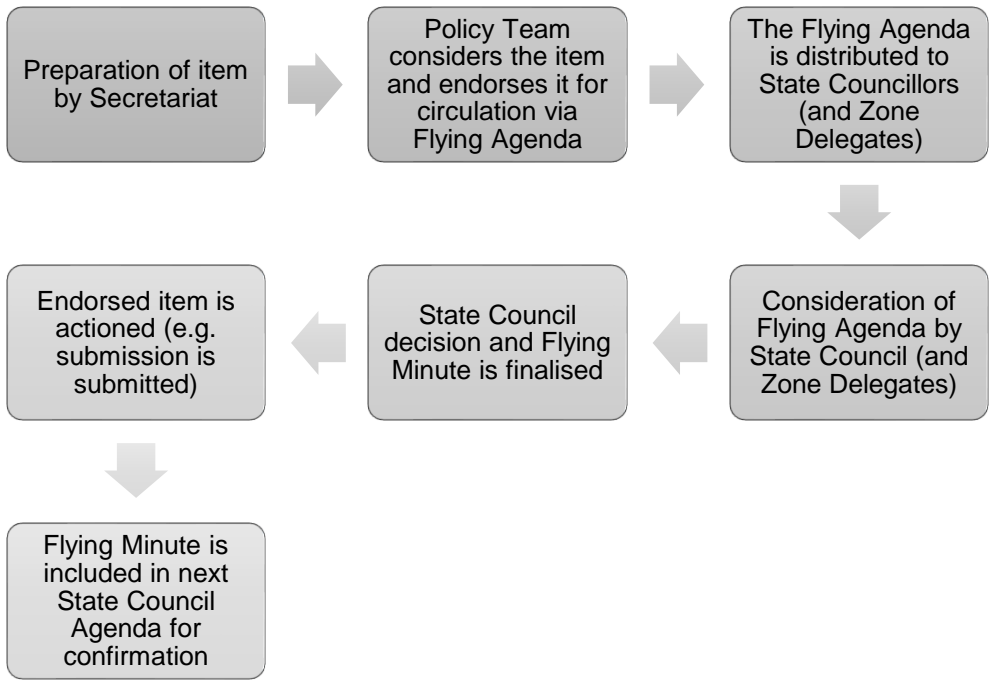 Preparation of item
by Secretariat
Policy Team
considers the item
and endorses it for
circulation via
Flying Agenda
The Flying Agenda
is distributed to
State Councillors
(and Zone
Delegates)
Consideration of
Flying Agenda by
State Council (and
Zone Delegates)
State Council
decision and Flying
Minute is finalised
Endorsed item is
actioned (e.g.
submission is
submitted)
Flying Minute is
included in next
State Council
Agenda for
confirmation